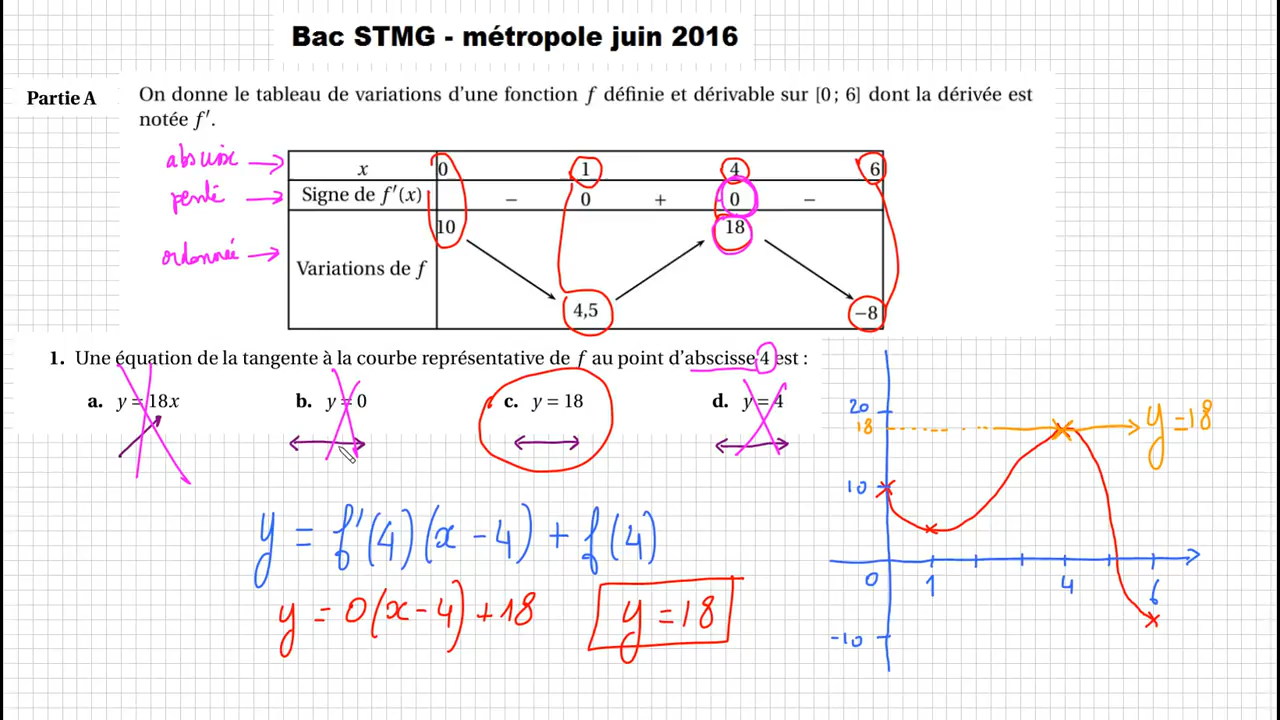 Bac STMG - métropole juin 2016
Partie A
On donne le tableau de variations d'une fonction f définie et dérivable sur [0; 6] dont la dérivée est
notée f′.
abscisse → x 0 1 4 6
pente → Signe de f′(x) − 0 + 0 −
ordonnée → Variations de f 10 4,5 18 −8
1. Une équation de la tangente à la courbe représentative de f au point d'abscisse 4 est :
a. y = 18x b. y = 0 c. y = 18 d. y = 4
y = f'(4)(x - 4) + f(4)
y = 0(x - 4) + 18 y = 18
20
18 y = 18
10
0 1 4 6
-10